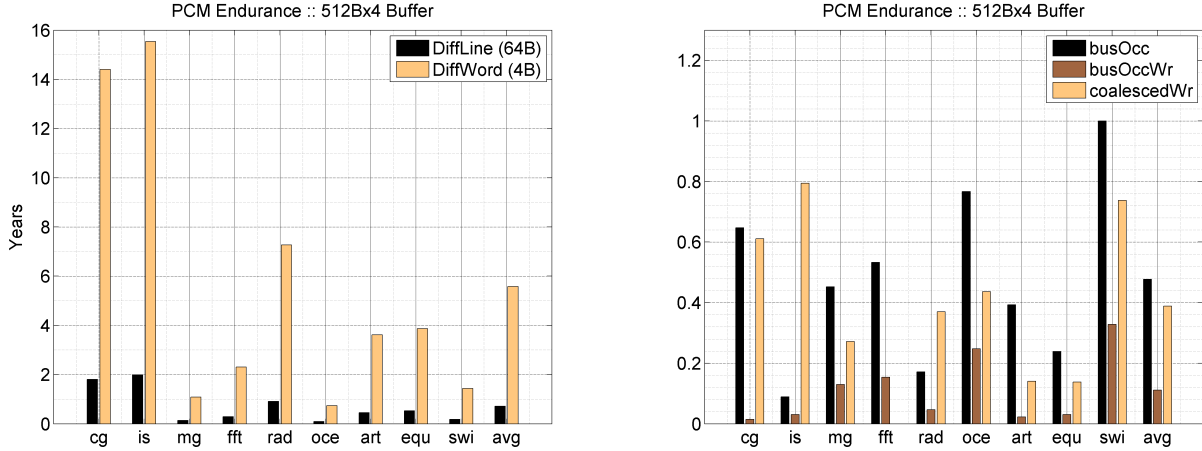 PCM Endurance :: 512Bx4 Buffer
DiffLine (64B)
DiffWord (4B)
Years
16
14
12
10
8
6
4
2
0
cg is mg fft rad oce art equ swi avg
PCM Endurance :: 512Bx4 Buffer
busOcc
busOccWr
coalescedWr
1.2
1
0.8
0.6
0.4
0.2
0
cg is mg fft rad oce art equ swi avg